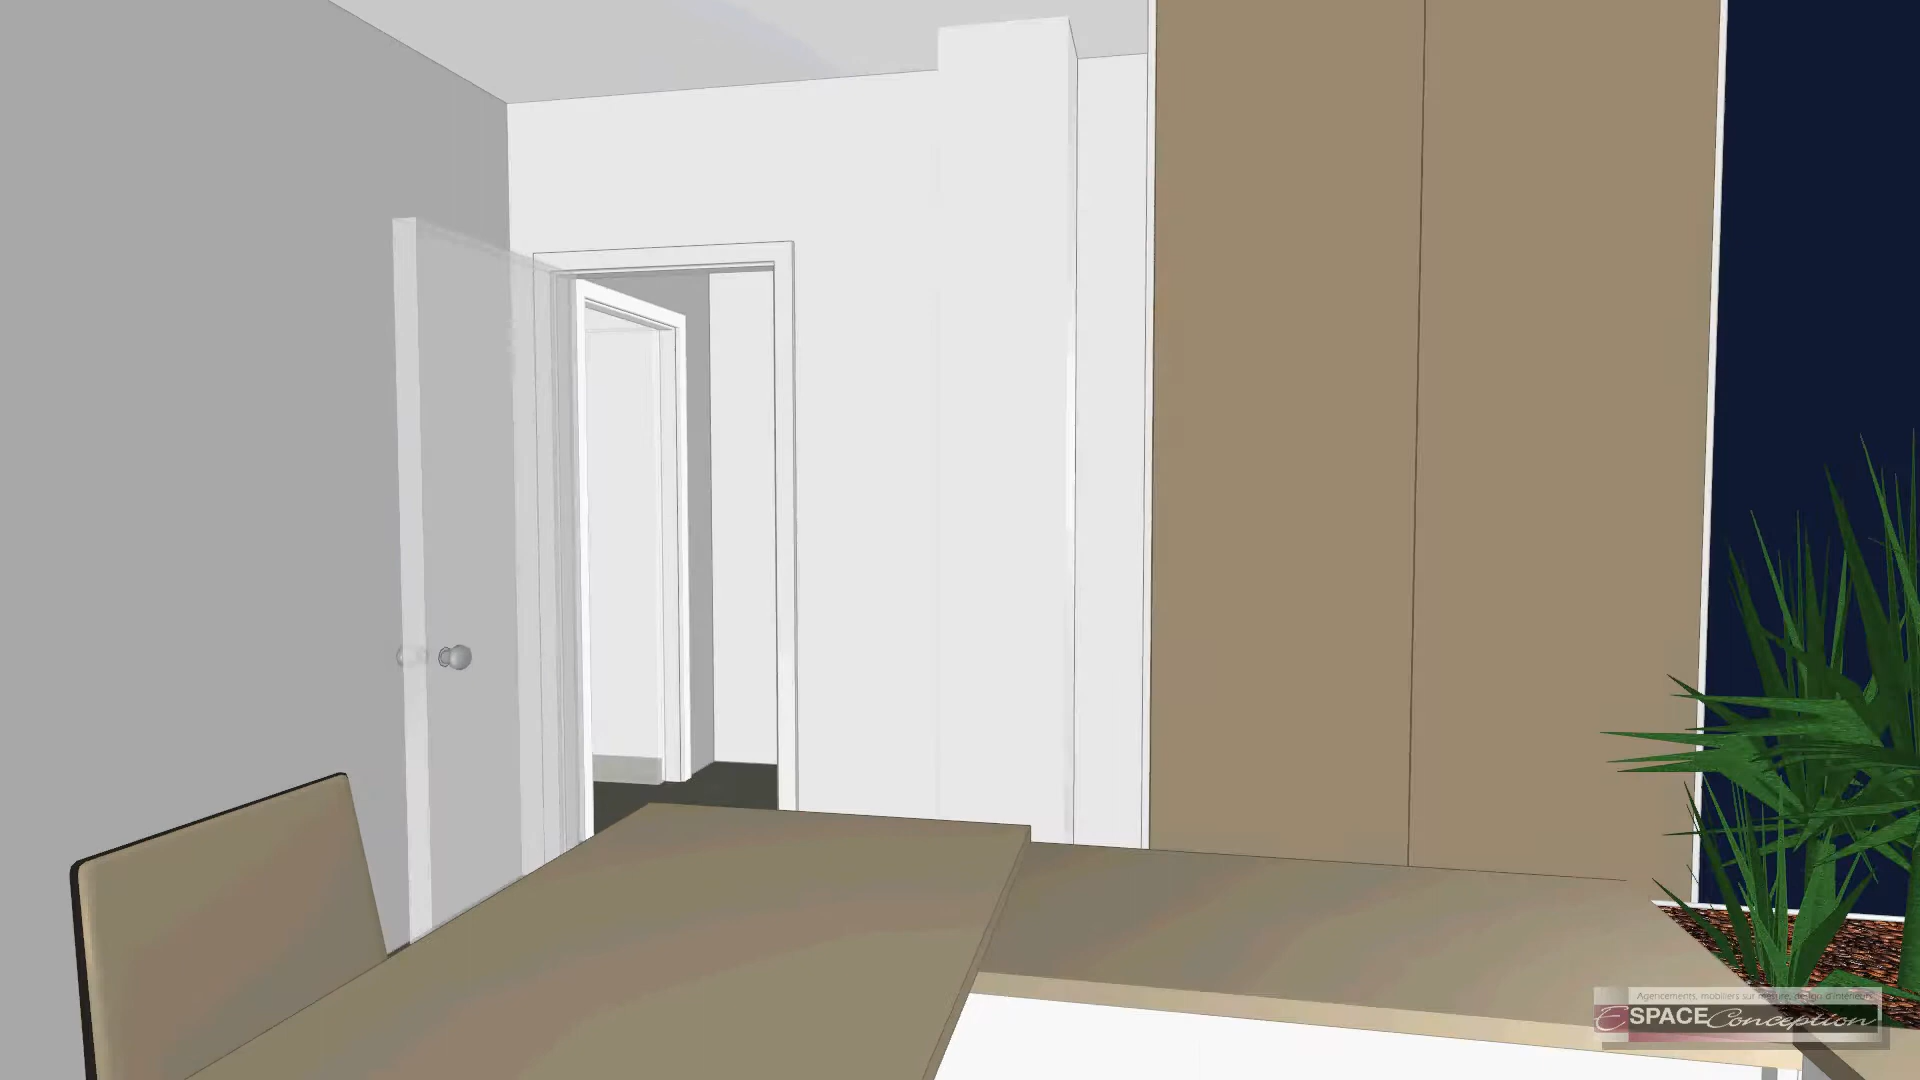 Agencements, mobiliers sur mesure, design d'intérieurs
ESPACE Conception